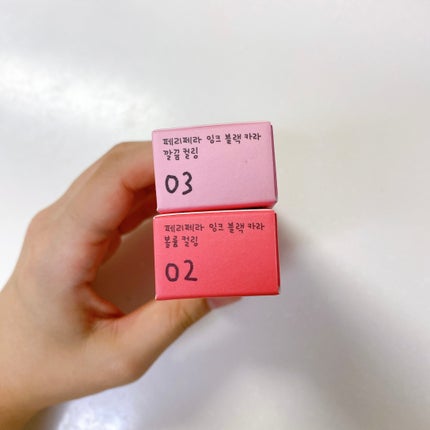 페리페라 잉크 블랙 카라
깔끔 컬링
03
페리페라 잉크 블랙 카라
볼륨 컬링
02